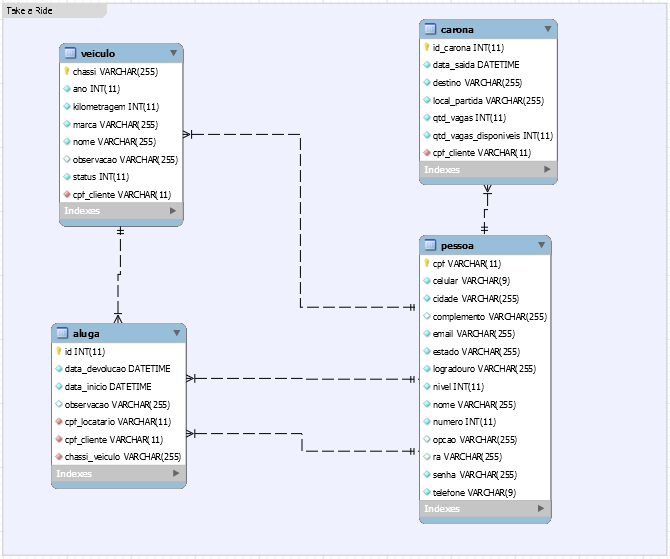 Take a Ride
veículo
chassi VARCHAR(255)
ano INT(11)
kilometragem INT(11)
marca VARCHAR(255)
nome VARCHAR(255)
observacao VARCHAR(255)
status INT(11)
cpf_cliente VARCHAR(11)
Indexes
carona
id_carona INT(11)
data_saida DATETIME
destino VARCHAR(255)
local_partida VARCHAR(255)
qtd_vagas INT(11)
qtd_vagas_disponiveis INT(11)
cpf_cliente VARCHAR(11)
Indexes
aluga
id INT(11)
data_devolucao DATETIME
data_inicio DATETIME
observacao VARCHAR(255)
cpf_locatario VARCHAR(11)
cpf_cliente VARCHAR(11)
chassi_veiculo VARCHAR(255)
Indexes
pessoa
cpf VARCHAR(11)
celular VARCHAR(9)
cidade VARCHAR(255)
complemento VARCHAR(255)
email VARCHAR(255)
estado VARCHAR(255)
logradouro VARCHAR(255)
nivel INT(11)
nome VARCHAR(255)
numero INT(11)
opcao VARCHAR(255)
ra VARCHAR(255)
senha VARCHAR(255)
telefone VARCHAR(9)
Indexes